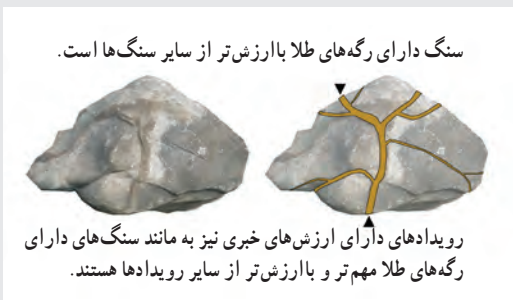 سنگ دارای رگه‌های طلا باارزش‌تر از سایر سنگ‌ها است.
رویدادهای دارای ارزش‌های خبری نیز به مانند سنگ‌های دارای
رگه‌های طلا مهم‌تر و باارزش‌تر از سایر رویدادها هستند.